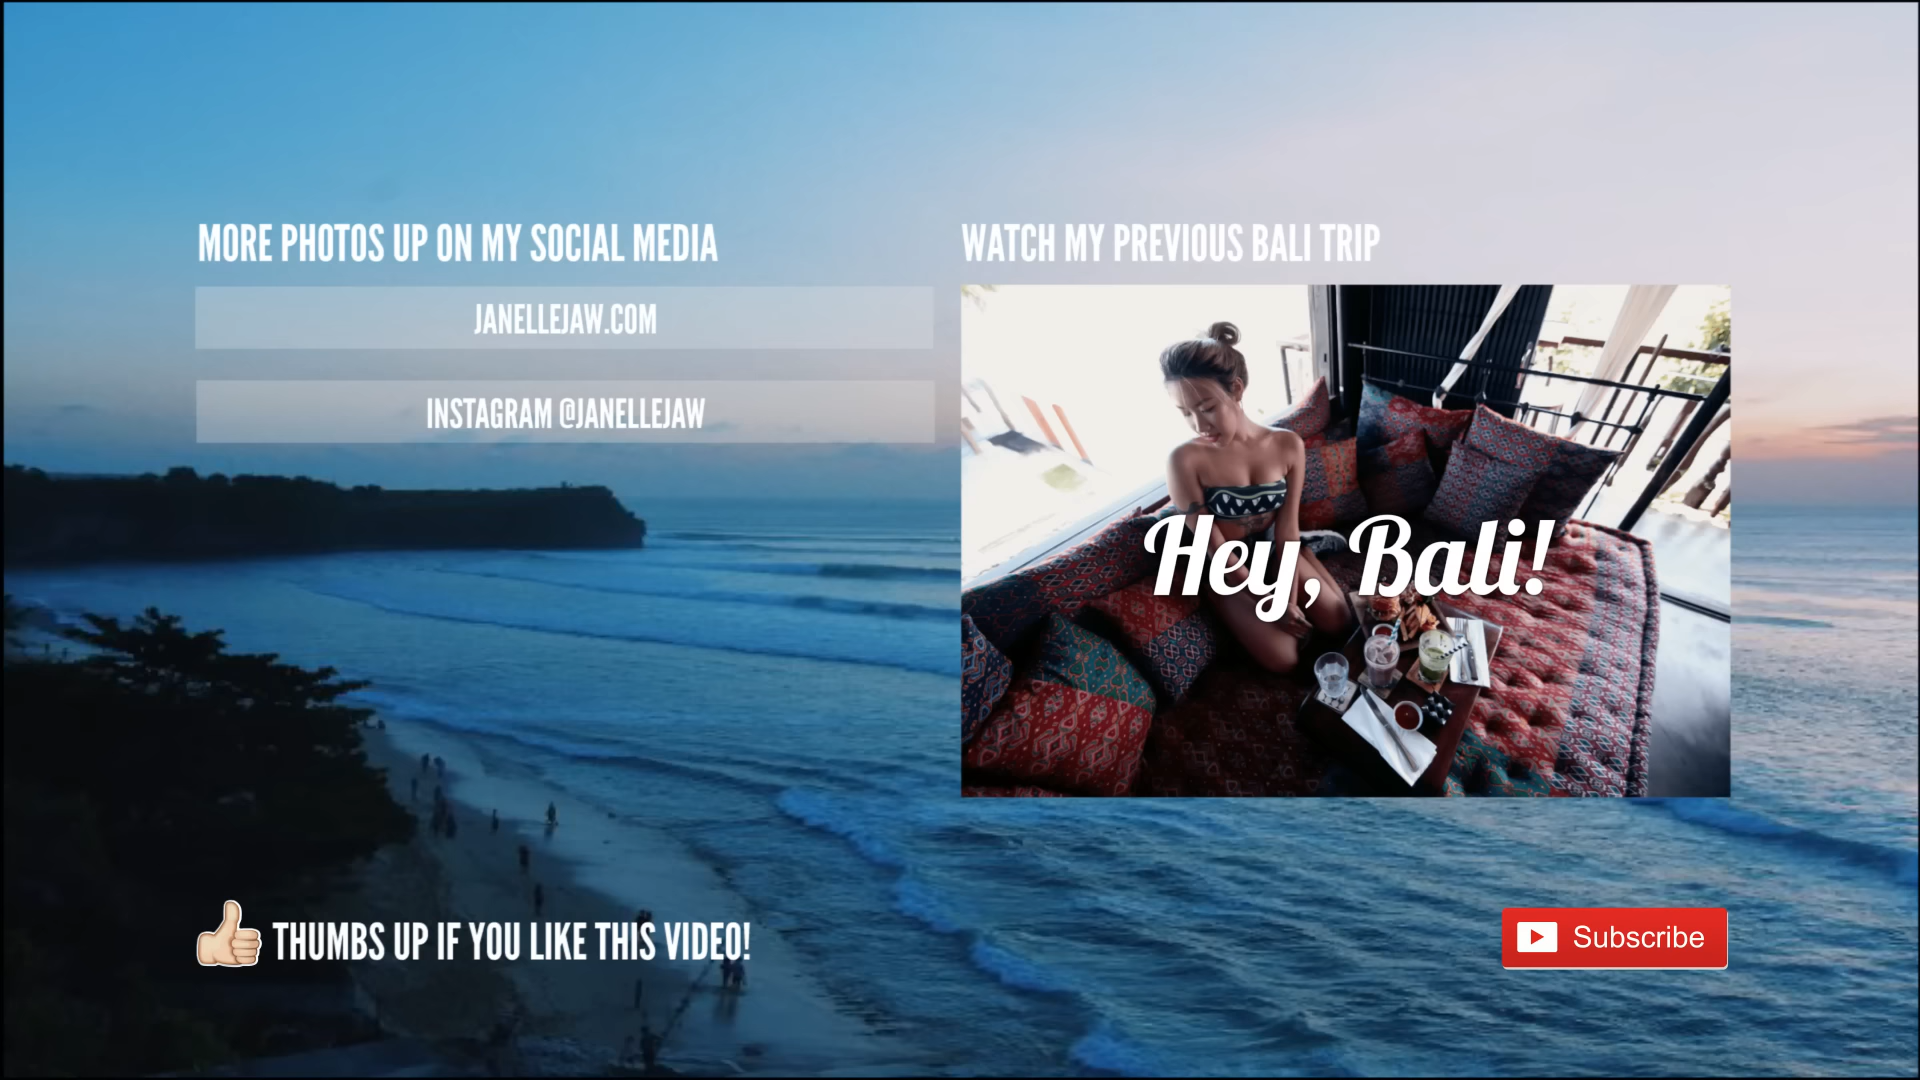 MORE PHOTOS UP ON MY SOCIAL MEDIA
JANELLEJAW.COM
INSTAGRAM @JANELLEJAW
WATCH MY PREVIOUS BALI TRIP
Hey, Bali!
THUMBS UP IF YOU LIKE THIS VIDEO!
Subscribe